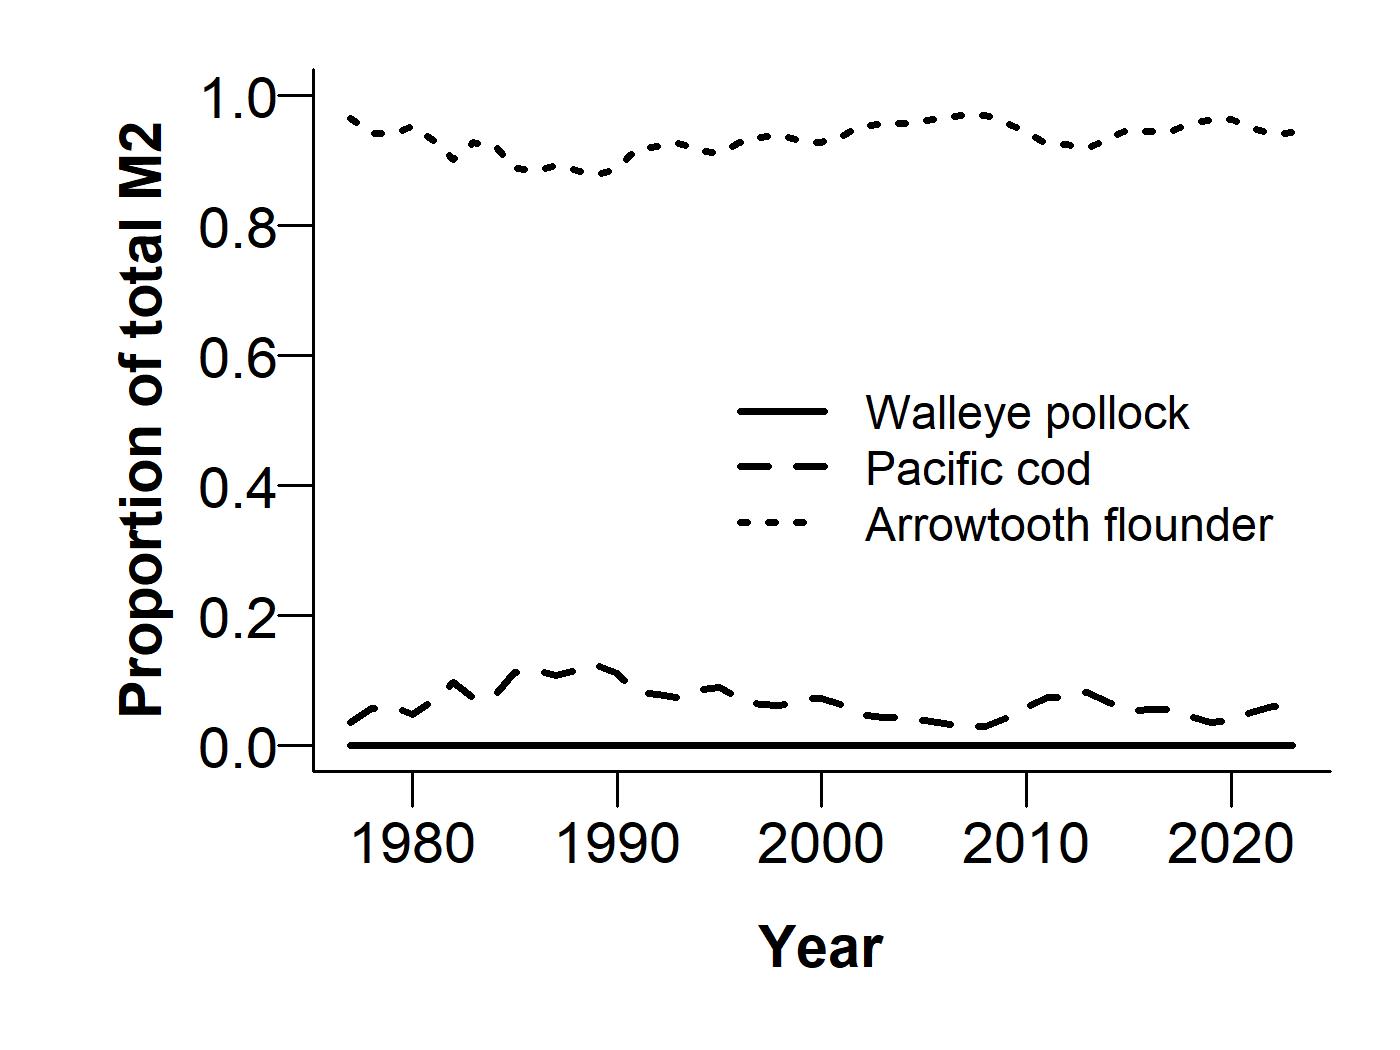 Proportion of total M2
1.0
0.8
0.6
0.4
0.2
0.0
Walleye pollock
Pacific cod
Arrowtooth flounder
1980 1990 2000 2010 2020
Year